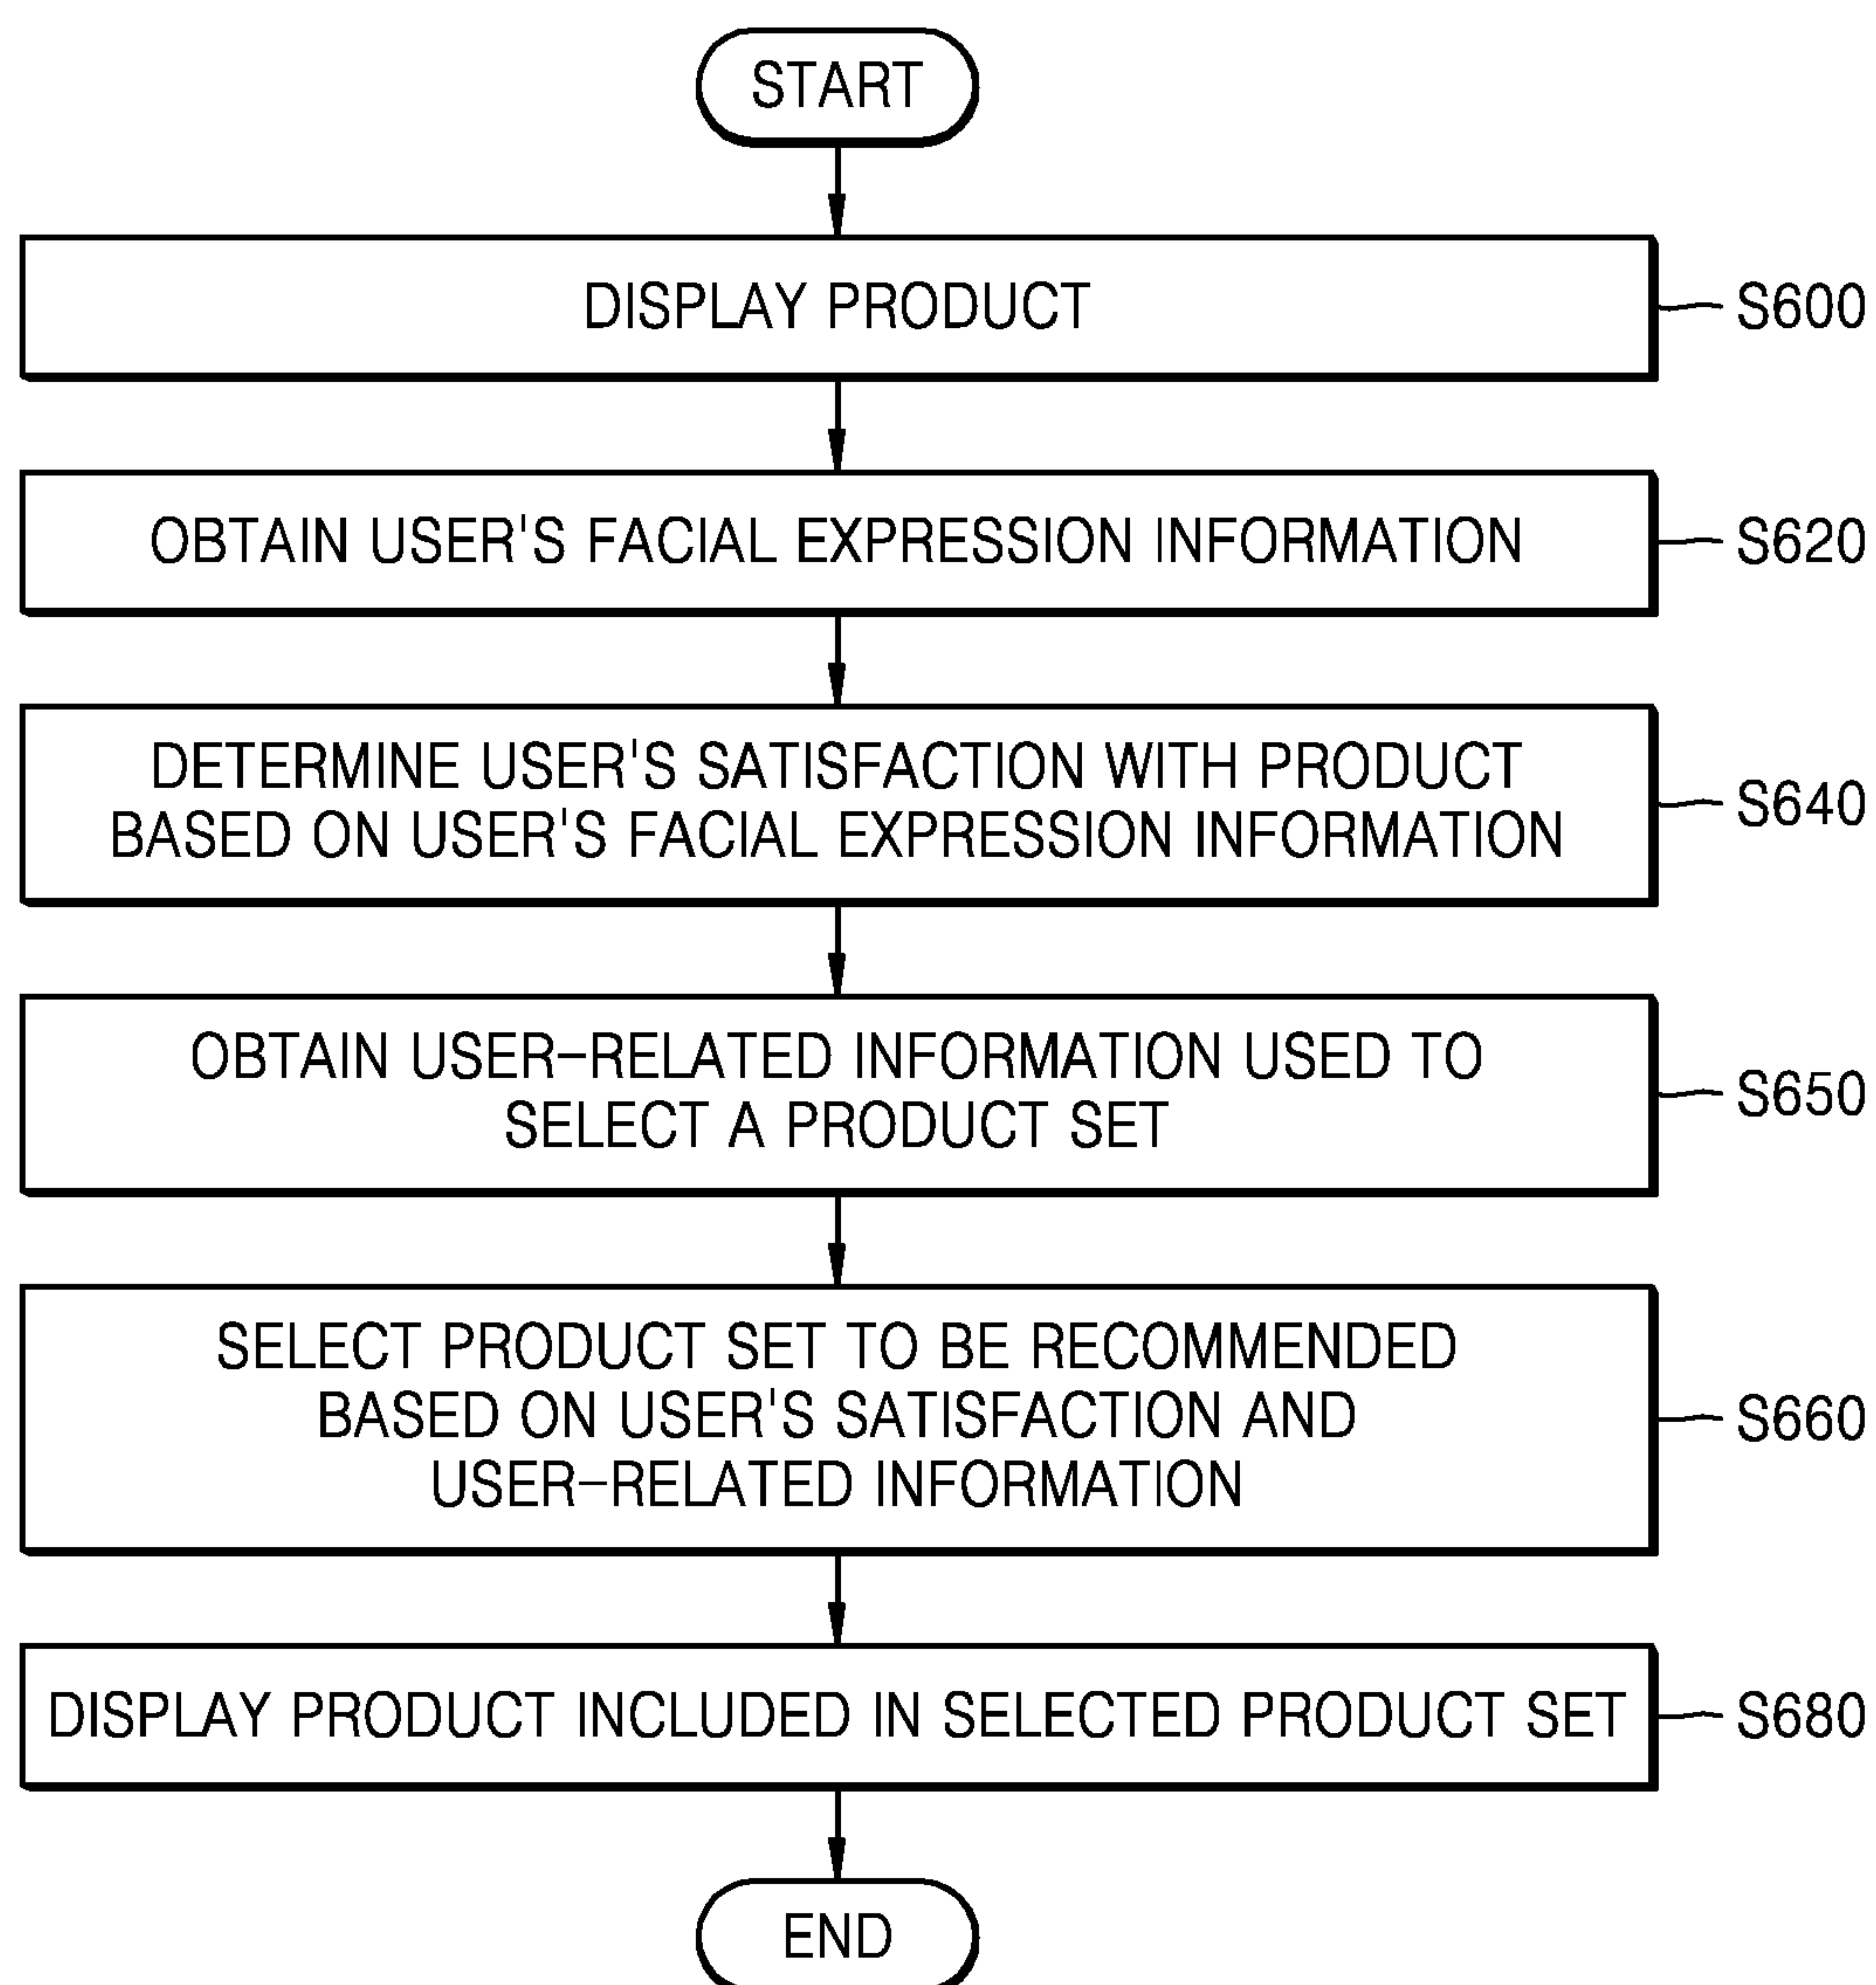 START
DISPLAY PRODUCT
S600
OBTAIN USER'S FACIAL EXPRESSION INFORMATION
S620
DETERMINE USER'S SATISFACTION WITH PRODUCT
BASED ON USER'S FACIAL EXPRESSION INFORMATION
S640
OBTAIN USER-RELATED INFORMATION USED TO
SELECT A PRODUCT SET
S650
SELECT PRODUCT SET TO BE RECOMMENDED
BASED ON USER'S SATISFACTION AND
USER-RELATED INFORMATION
S660
DISPLAY PRODUCT INCLUDED IN SELECTED PRODUCT SET
S680
END